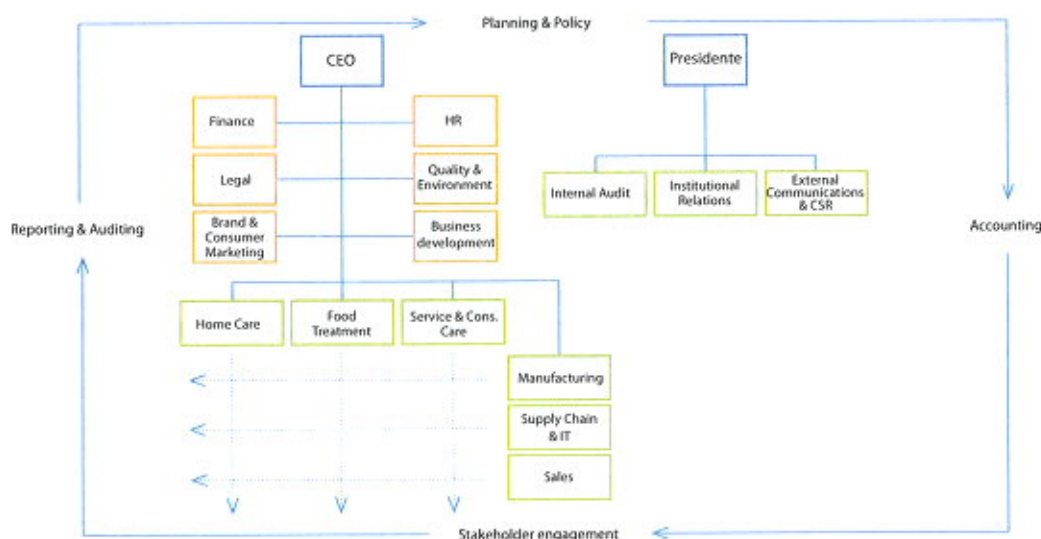 Planning & Policy
CEO
Presidente
Finance
HR
Legal
Quality &
Environment
Internal Audit
Institutional
Relations
External
Communications
& CSR
Reporting & Auditing
Brand &
Consumer
Marketing
Business
development
Accounting
Home Care
Food
Treatment
Service & Cons.
Care
Manufacturing
Supply Chain
& IT
Sales
Stakeholder engagement